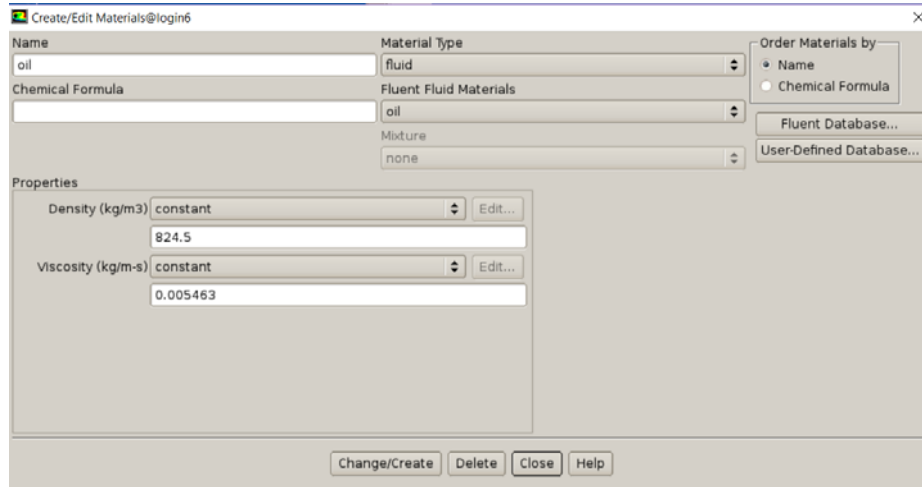 Create/Edit Materials@login6
Name
oil
Chemical Formula
Material Type
fluid
Fluent Fluid Materials
oil
Mixture
none
Order Materials by
Name
Chemical Formula
Fluent Database...
User-Defined Database...
Properties
Density (kg/m3) constant Edit...
824.5
Viscosity (kg/m-s) constant Edit...
0.005463
Change/Create Delete Close Help